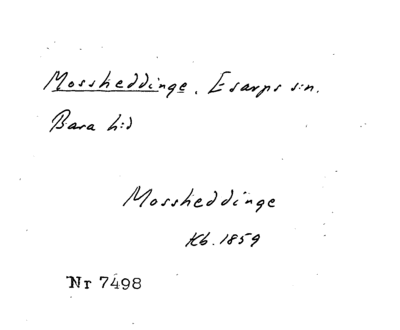 Mossheddinge, Esarps s:n.
Bara h:d
Mossheddinge
Kb. 1859
Nr 7498